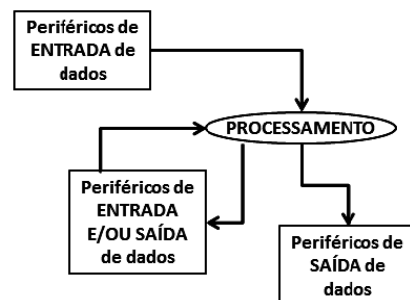 Periféricos de
ENTRADA de
dados
PROCESSAMENTO
Periféricos de
ENTRADA
E/OU SAÍDA
de dados
Periféricos de
SAÍDA de
dados